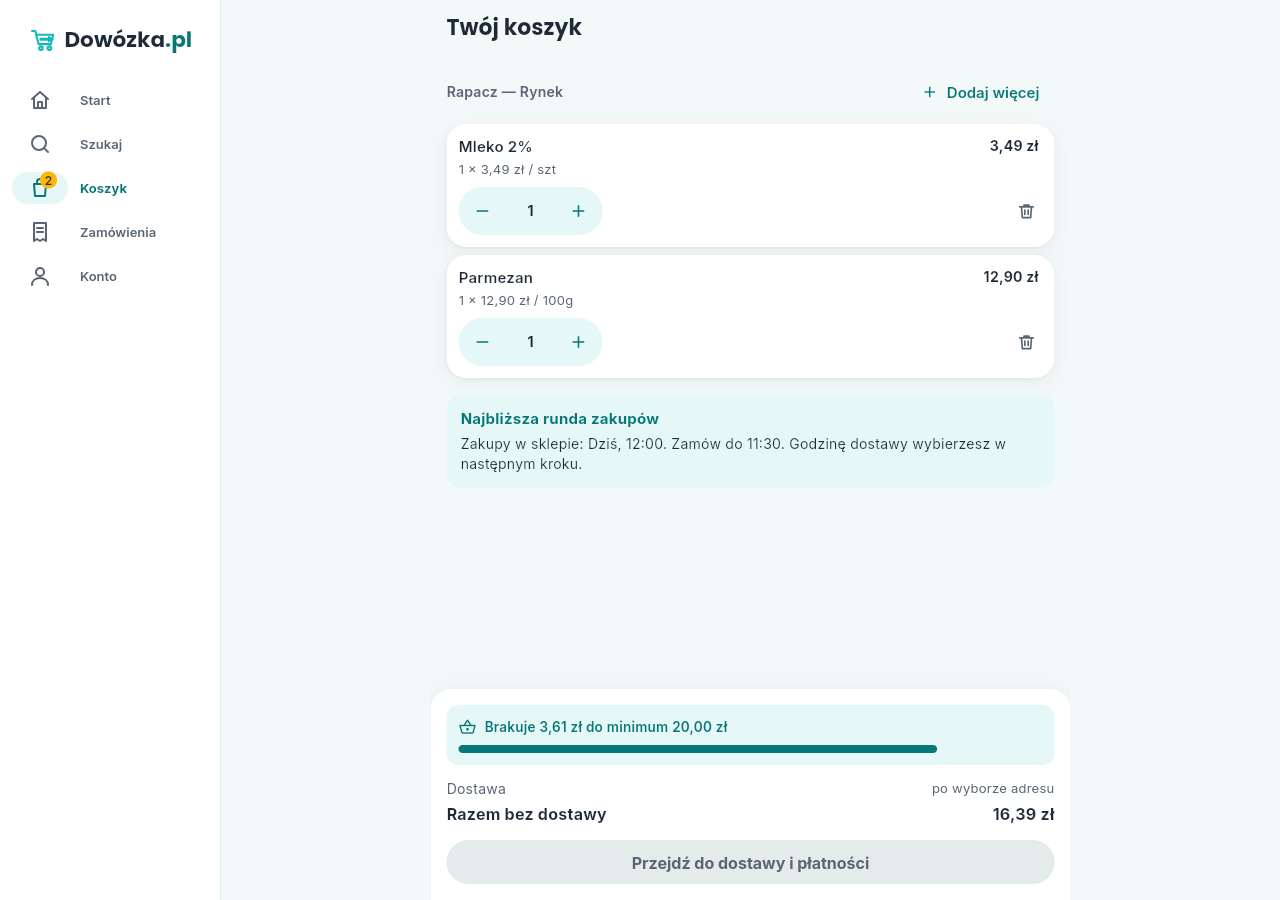 Dowózka.pl
Start
Szukaj
2
Koszyk
Zamówienia
Konto
Twój koszyk
Rapacz — Rynek
+ Dodaj więcej
Mleko 2%
3,49 zł
1 × 3,49 zł / szt
− 1 +
Parmezan
12,90 zł
1 × 12,90 zł / 100g
− 1 +
Najbliższa runda zakupów
Zakupy w sklepie: Dziś, 12:00. Zamów do 11:30. Godzinę dostawy wybierzesz w
następnym kroku.
Brakuje 3,61 zł do minimum 20,00 zł
Dostawa
po wyborze adresu
Razem bez dostawy
16,39 zł
Przejdź do dostawy i płatności